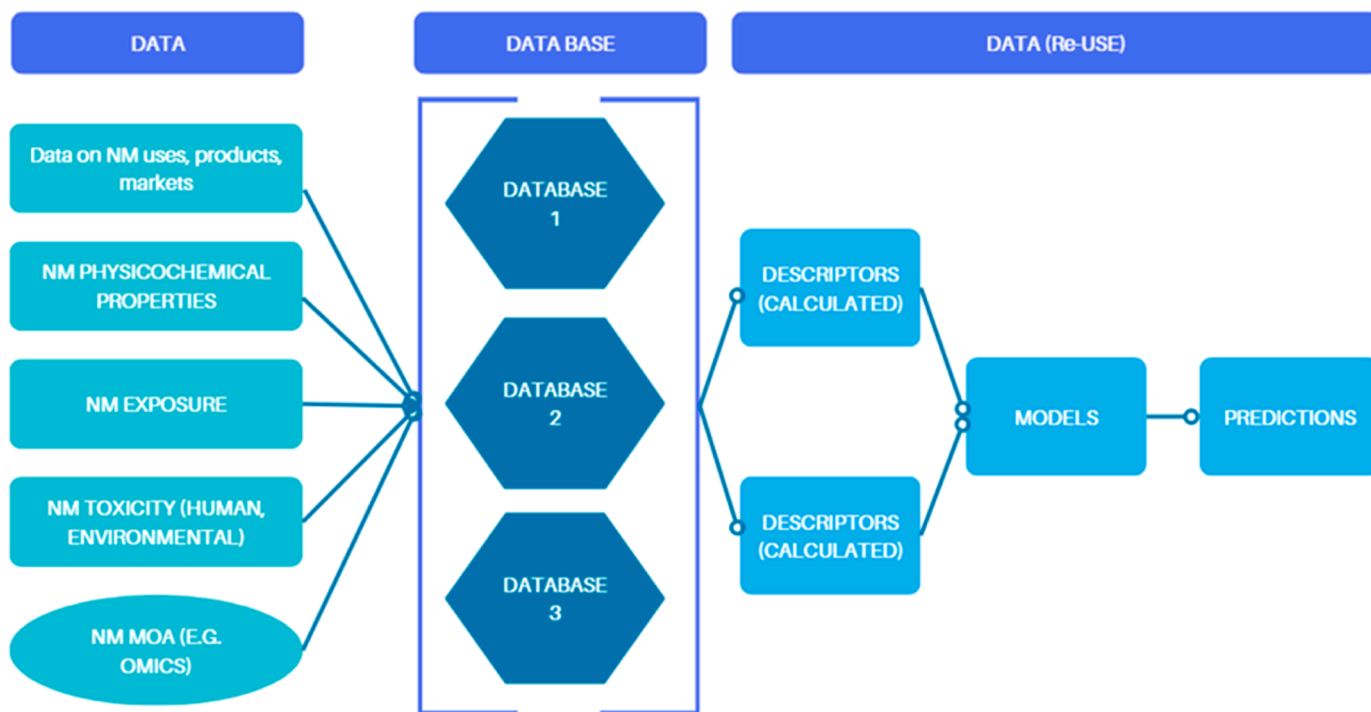 DATA
DATA BASE
DATA (Re-USE)
Data on NM uses, products,
markets
NM PHYSICOCHEMICAL
PROPERTIES
NM EXPOSURE
NM TOXICITY (HUMAN,
ENVIRONMENTAL)
NM MOA (E.G.
OMICS)
DATABASE
1
DATABASE
2
DATABASE
3
DESCRIPTORS
(CALCULATED)
DESCRIPTORS
(CALCULATED)
MODELS
PREDICTIONS